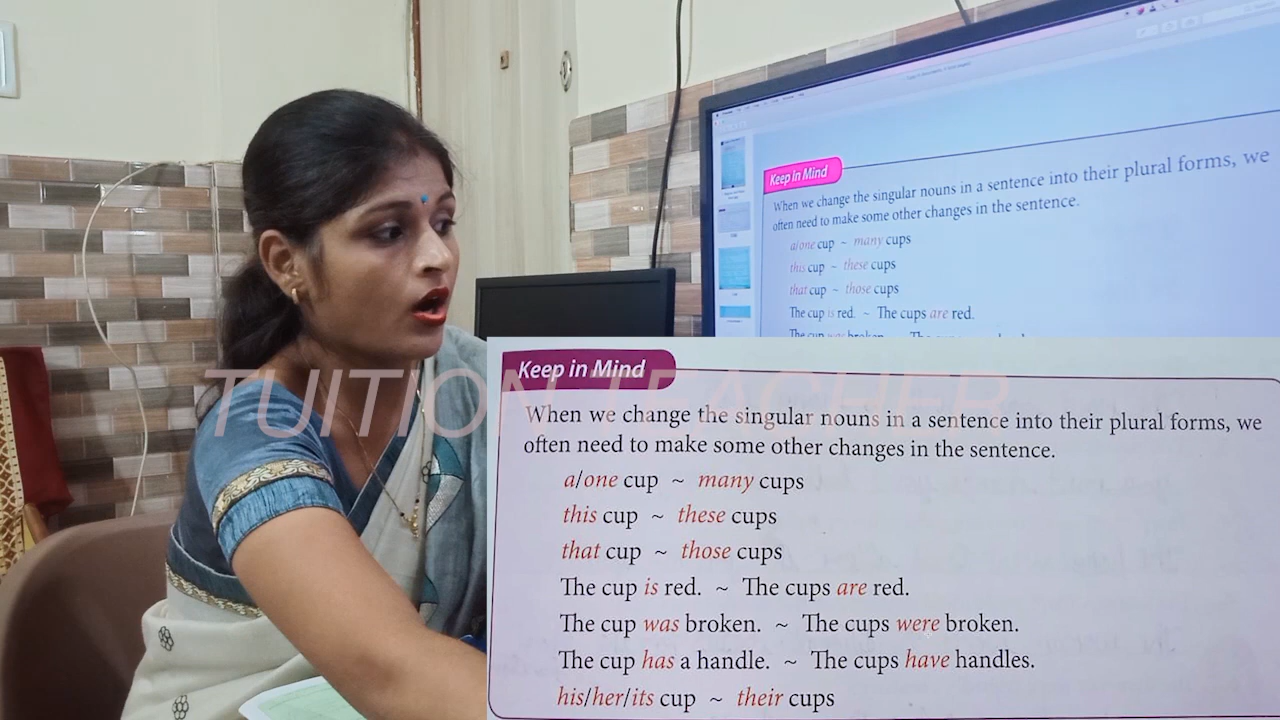 Keep In Mind
When we change the singular nouns in a sentence into their plural forms, we
often need to make some other changes in the sentence.
a/one cup ~ many cups
this cup ~ these cups
that cup ~ those cups
The cup is red. ~ The cups are red.
TUITION TEACHER
Keep in Mind
When we change the singular nouns in a sentence into their plural forms, we
often need to make some other changes in the sentence.
a/one cup ~ many cups
this cup ~ these cups
that cup ~ those cups
The cup is red. ~ The cups are red.
The cup was broken. ~ The cups were broken.
The cup has a handle. ~ The cups have handles.
his/her/its cup ~ their cups